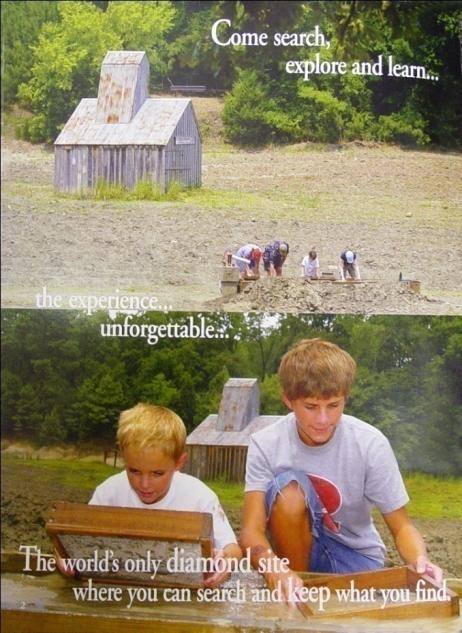 Come search,
explore and learn...
the experience...
unforgettable...
The world's only diamond site
where you can search and keep what you find.
2